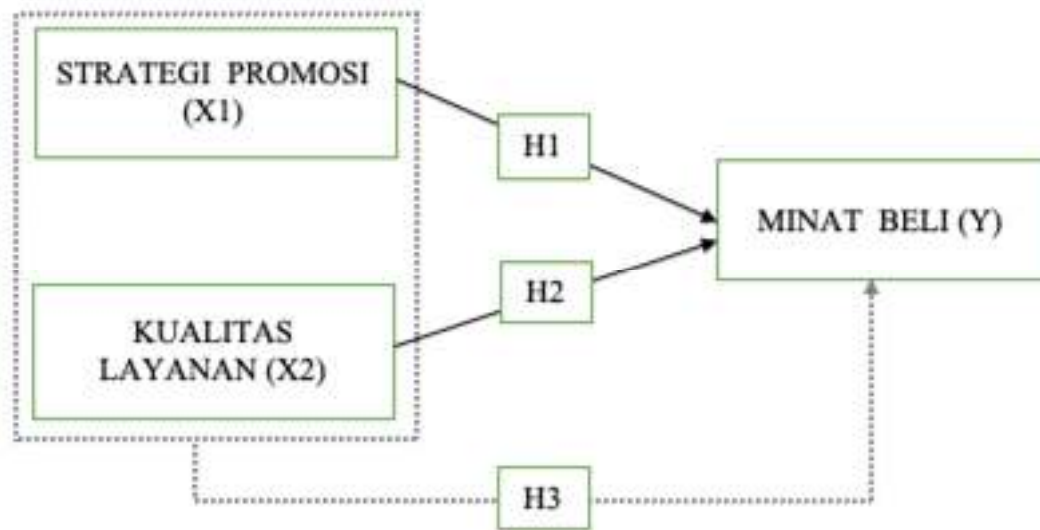 STRATEGI PROMOSI
(X1)
H1
MINAT BELI (Y)
H2
KUALITAS
LAYANAN (X2)
H3